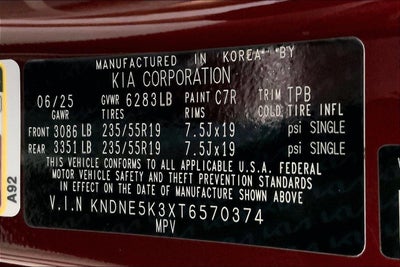 MANUFACTURED IN KOREA BY
KIA CORPORATION
06/25 GVWR 6283LB PAINT C7R TRIM TPB
GAWR TIRES RIMS COLD TIRE INFL
FRONT 3086 LB 235/55R19 7.5Jx19 psi SINGLE
REAR 3351 LB 235/55R19 7.5Jx19 psi SINGLE
THIS VEHICLE CONFORMS TO ALL APPLICABLE U.S.A. FEDERAL
MOTOR VEHICLE SAFETY AND THEFT PREVENTION STANDARDS
IN EFFECT ON THE DATE OF MANUFACTURE SHOWN ABOVE
V.I.N KNDNE5K3XT6570374
MPV
A92